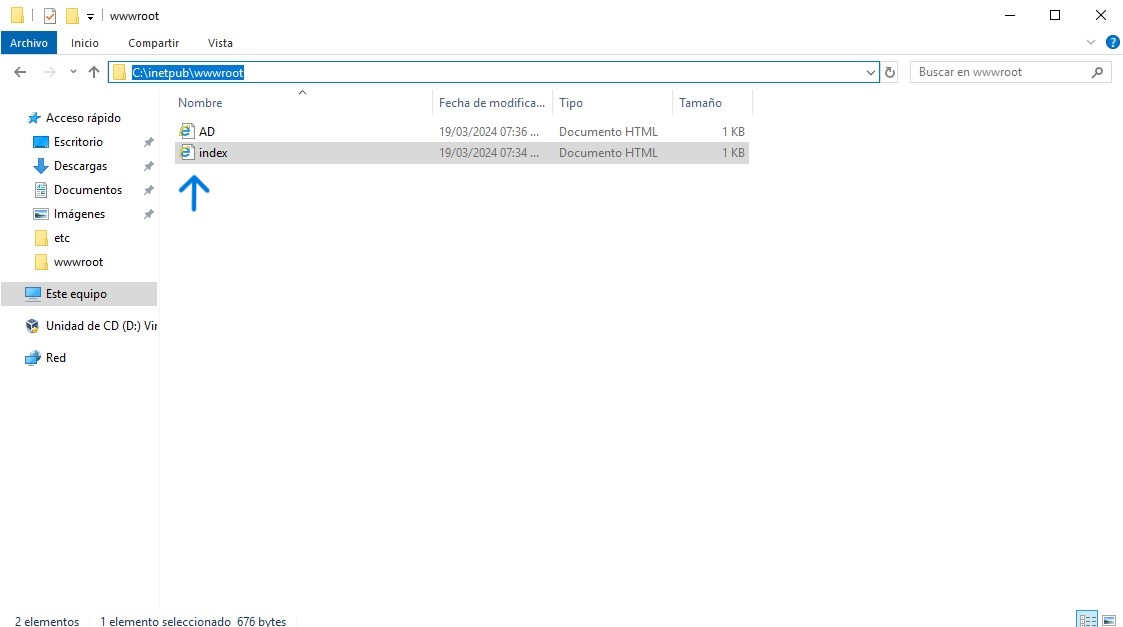 wwwroot
Archivo Inicio Compartir Vista
C:\inetpub\wwwroot Buscar en wwwroot
Nombre Fecha de modifica... Tipo Tamaño
AD 19/03/2024 07:36 ... Documento HTML 1 KB
index 19/03/2024 07:34 ... Documento HTML 1 KB
Acceso rápido
Escritorio
Descargas
Documentos
Imágenes
etc
wwwroot
Este equipo
Unidad de CD (D:) Vir
Red
2 elementos 1 elemento seleccionado 676 bytes